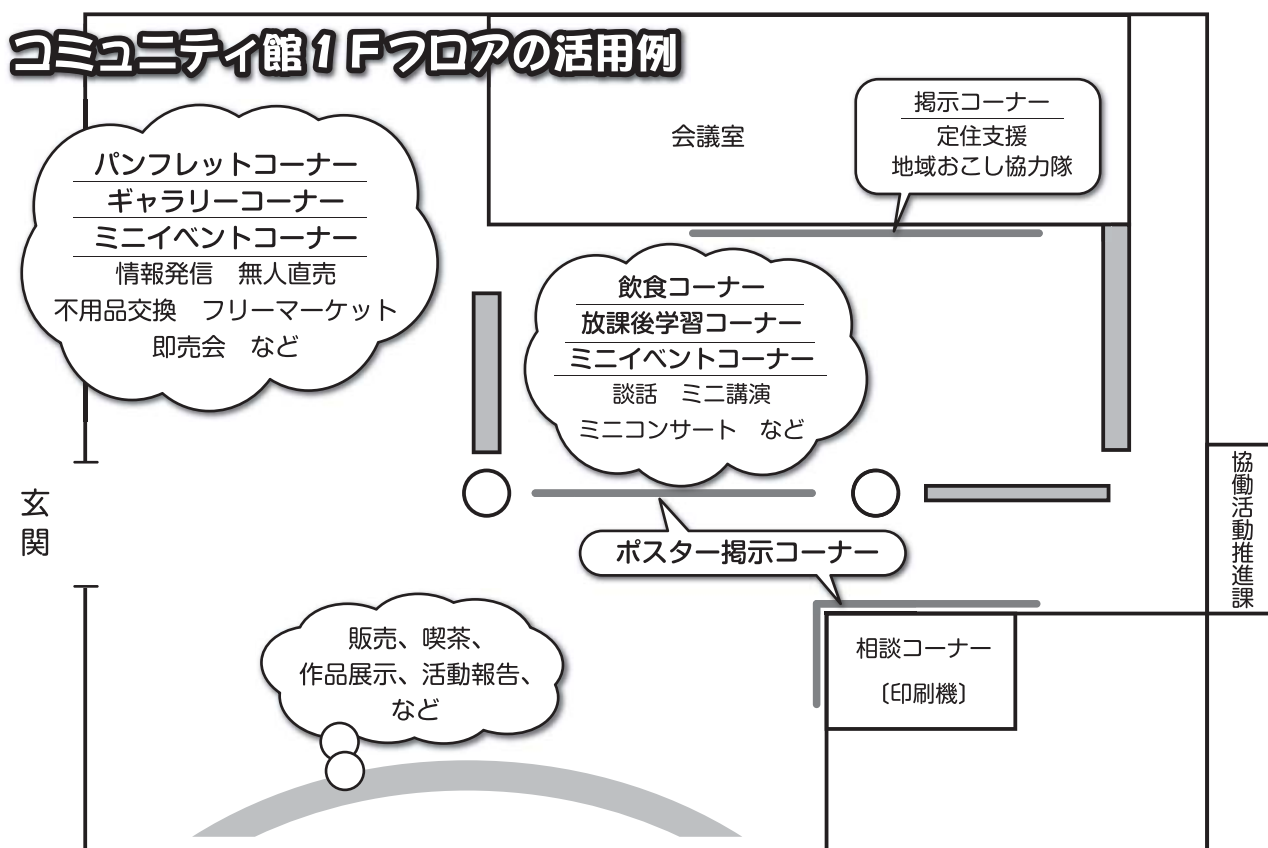 コミュニティ館１Ｆフロアの活用例
パンフレットコーナー
ギャラリーコーナー
ミニイベントコーナー
情報発信　無人直売
不用品交換　フリーマーケット
即売会　など
会議室
掲示コーナー
定住支援
地域おこし協力隊
飲食コーナー
放課後学習コーナー
ミニイベントコーナー
談話　ミニ講演
ミニコンサート　など
玄関
ポスター掲示コーナー
協働活動推進課
販売、喫茶、
作品展示、活動報告、
など
相談コーナー
〔印刷機〕